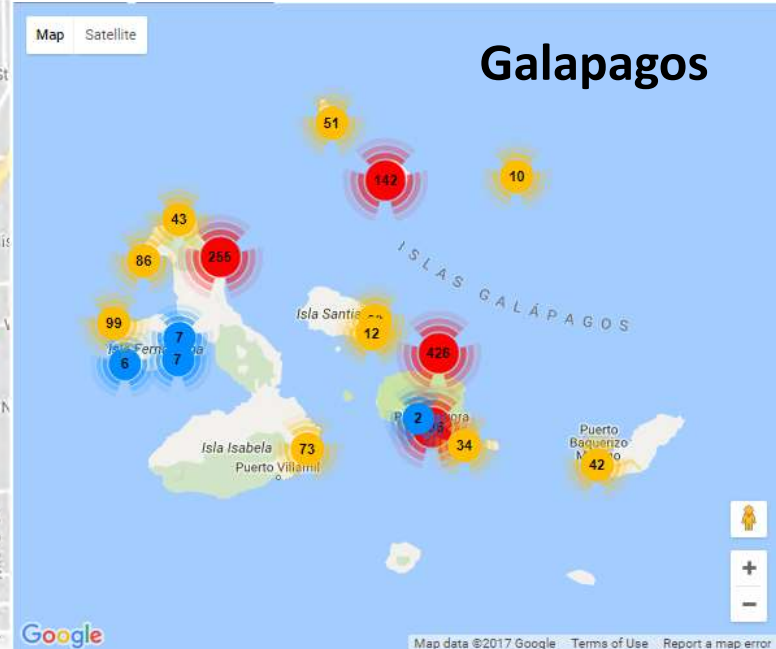 Map Satellite
Galapagos
51
142
10
43
255
86
ISLAS GALÁPAGOS
99
Isla Santia
12
7
7
6
426
2
34
Puerto
Baquerizo
42
Isla Isabela
73
Puerto Villamil
+
−
Google
Map data ©2017 Google Terms of Use Report a map error